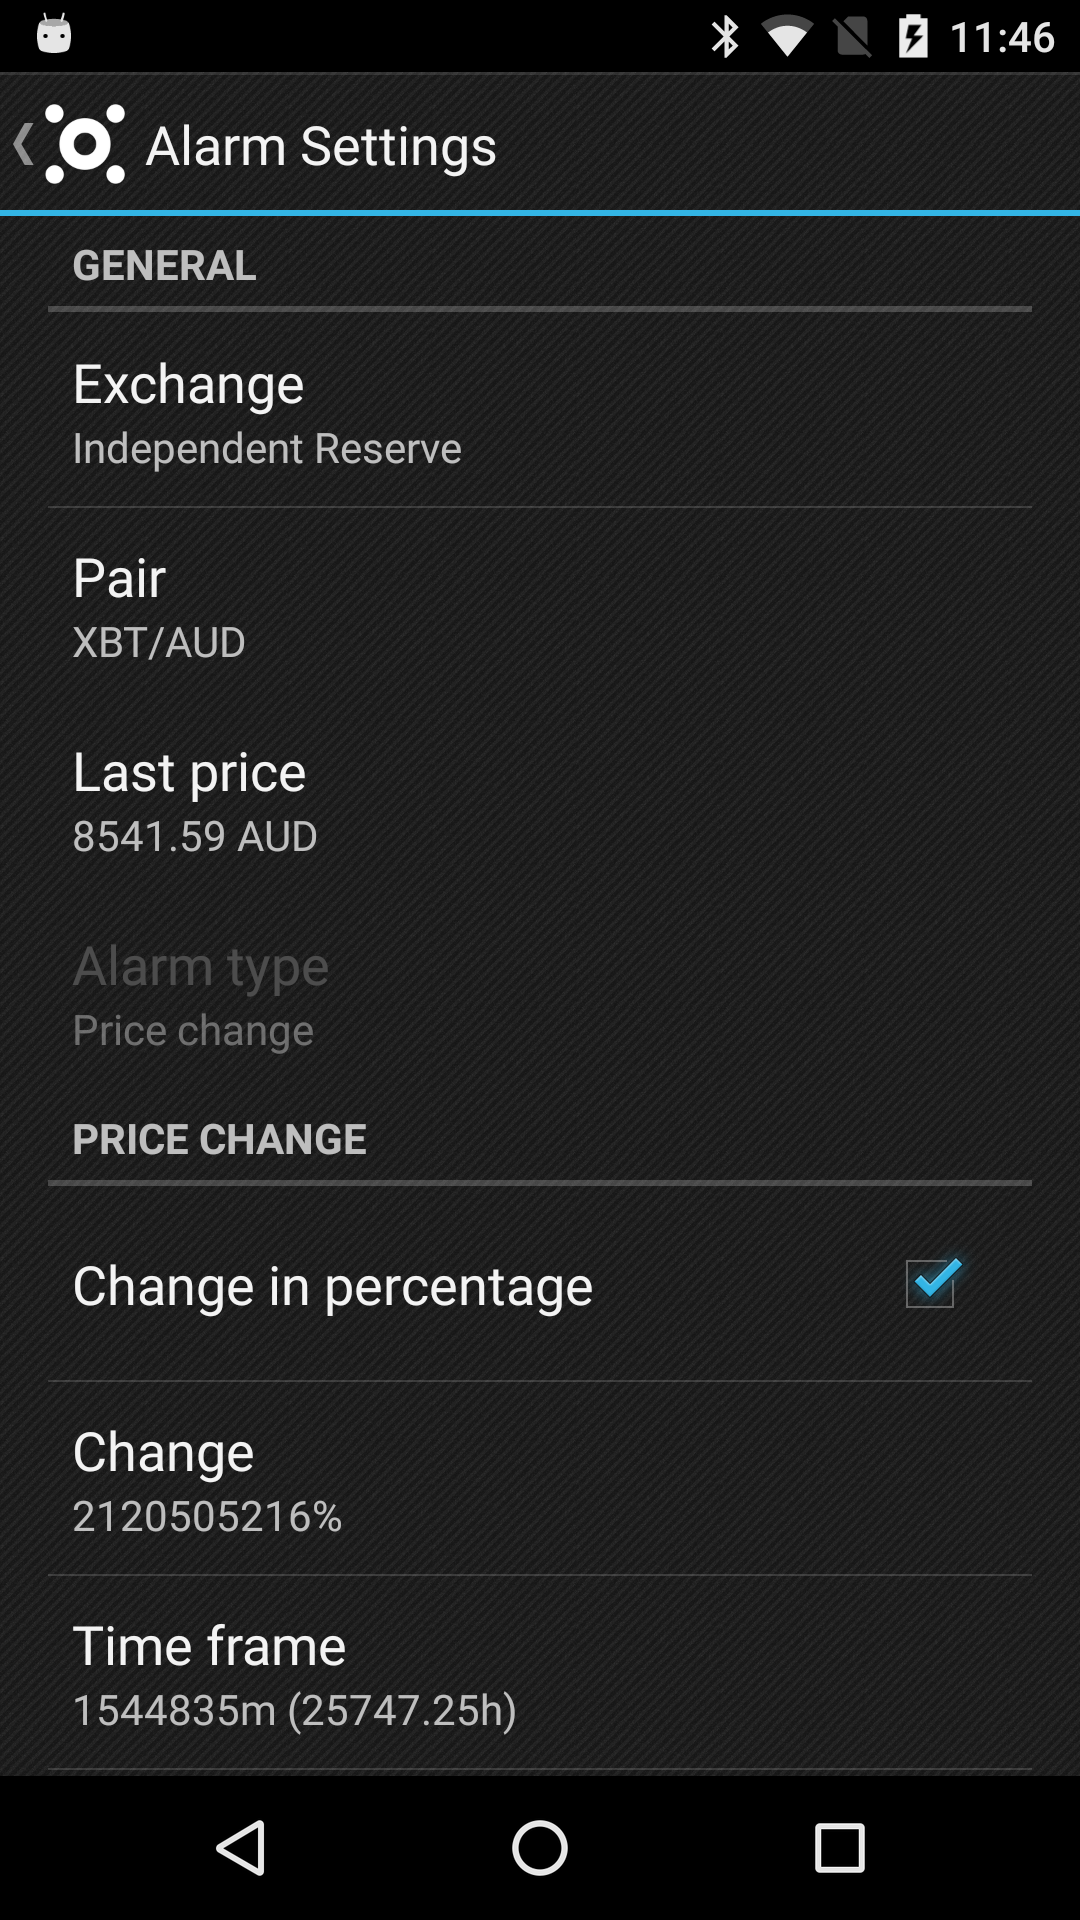 11:46
Alarm Settings
GENERAL
Exchange
Independent Reserve
Pair
XBT/AUD
Last price
8541.59 AUD
Alarm type
Price change
PRICE CHANGE
Change in percentage
Change
2120505216%
Time frame
1544835m (25747.25h)